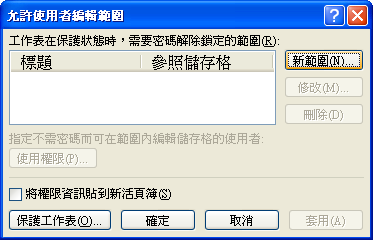 允許使用者編輯範圍
工作表在保護狀態時，需要密碼解除鎖定的範圍(R):
標題 參照儲存格
新範圍(N)...
修改(M)...
刪除(D)
指定不需密碼而可在範圍內編輯儲存格的使用者:
使用權限(P)...
將權限資訊貼到新活頁簿(S)
保護工作表(O)... 確定 取消 套用(A)